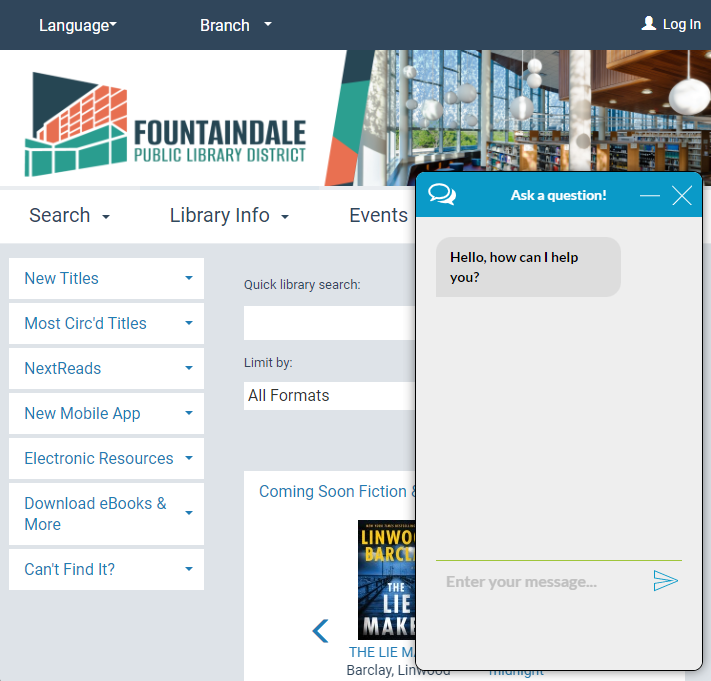 Language
Branch
Log In
FOUNTAINDALE
PUBLIC LIBRARY DISTRICT
Search
Library Info
Events
Ask a question!
Hello, how can I help
you?
Enter your message...
New Titles
Most Circ'd Titles
NextReads
New Mobile App
Electronic Resources
Download eBooks &
More
Can't Find It?
Quick library search:
Limit by:
All Formats
Coming Soon Fiction &
LINWO
BARCLA
THE
LIE
MAKE
THE LIE MA
Barclay, Linwood
midnight